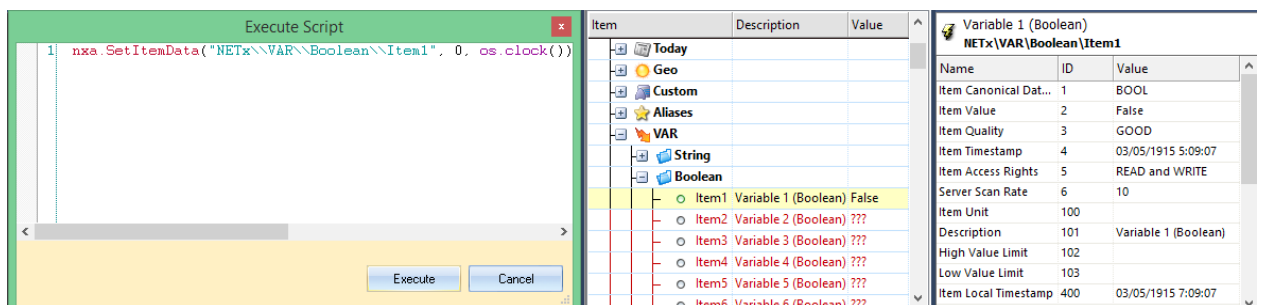 Execute Script
x
1 nxa.SetItemData("NETx\\VAR\\Boolean\\Item1", 0, os.clock())
Execute Cancel
Item Description Value
Today
Geo
Custom
Aliases
VAR
String
Boolean
Item1 Variable 1 (Boolean) False
Item2 Variable 2 (Boolean) ???
Item3 Variable 3 (Boolean) ???
Item4 Variable 4 (Boolean) ???
Item5 Variable 5 (Boolean) ???
Item6 Variable 6 (Boolean) ???
Variable 1 (Boolean)
NETx\VAR\Boolean\Item1
Name ID Value
Item Canonical Dat... 1 BOOL
Item Value 2 False
Item Quality 3 GOOD
Item Timestamp 4 03/05/1915 5:09:07
Item Access Rights 5 READ and WRITE
Server Scan Rate 6 10
Item Unit 100
Description 101 Variable 1 (Boolean)
High Value Limit 102
Low Value Limit 103
Item Local Timestamp 400 03/05/1915 7:09:07